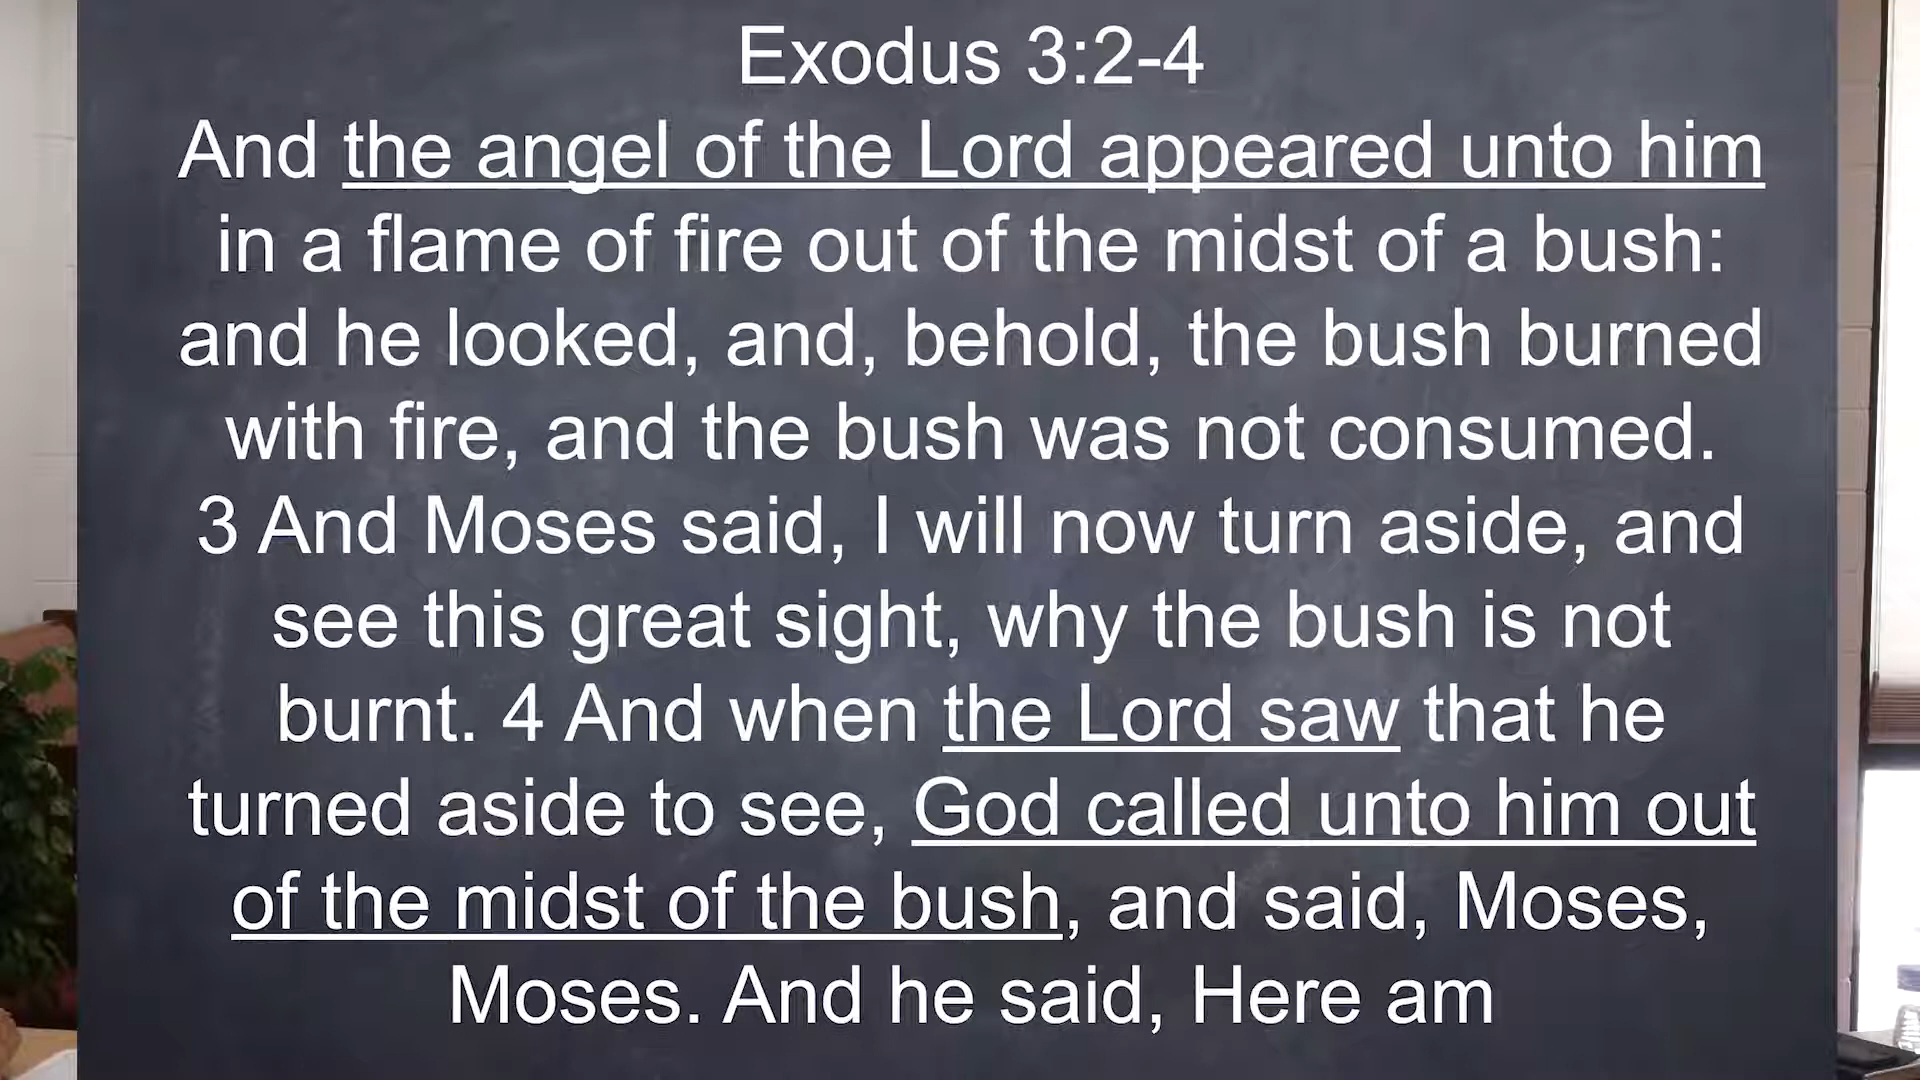 Exodus 3:2-4
And the angel of the Lord appeared unto him
in a flame of fire out of the midst of a bush:
and he looked, and, behold, the bush burned
with fire, and the bush was not consumed.
3 And Moses said, I will now turn aside, and
see this great sight, why the bush is not
burnt. 4 And when the Lord saw that he
turned aside to see, God called unto him out
of the midst of the bush, and said, Moses,
Moses. And he said, Here am